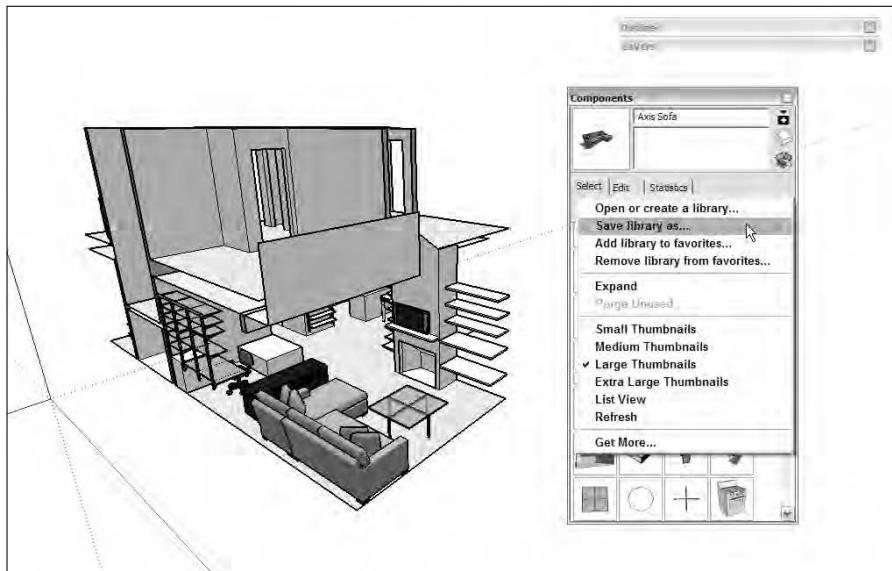 Outliner
Layers
Components
Axis Sofa
Select Edit Statistics
Open or create a library...
Save library as...
Add library to favorites...
Remove library from favorites...
Expand
Purge Unused
Small Thumbnails
Medium Thumbnails
Large Thumbnails
Extra Large Thumbnails
List View
Refresh
Get More...